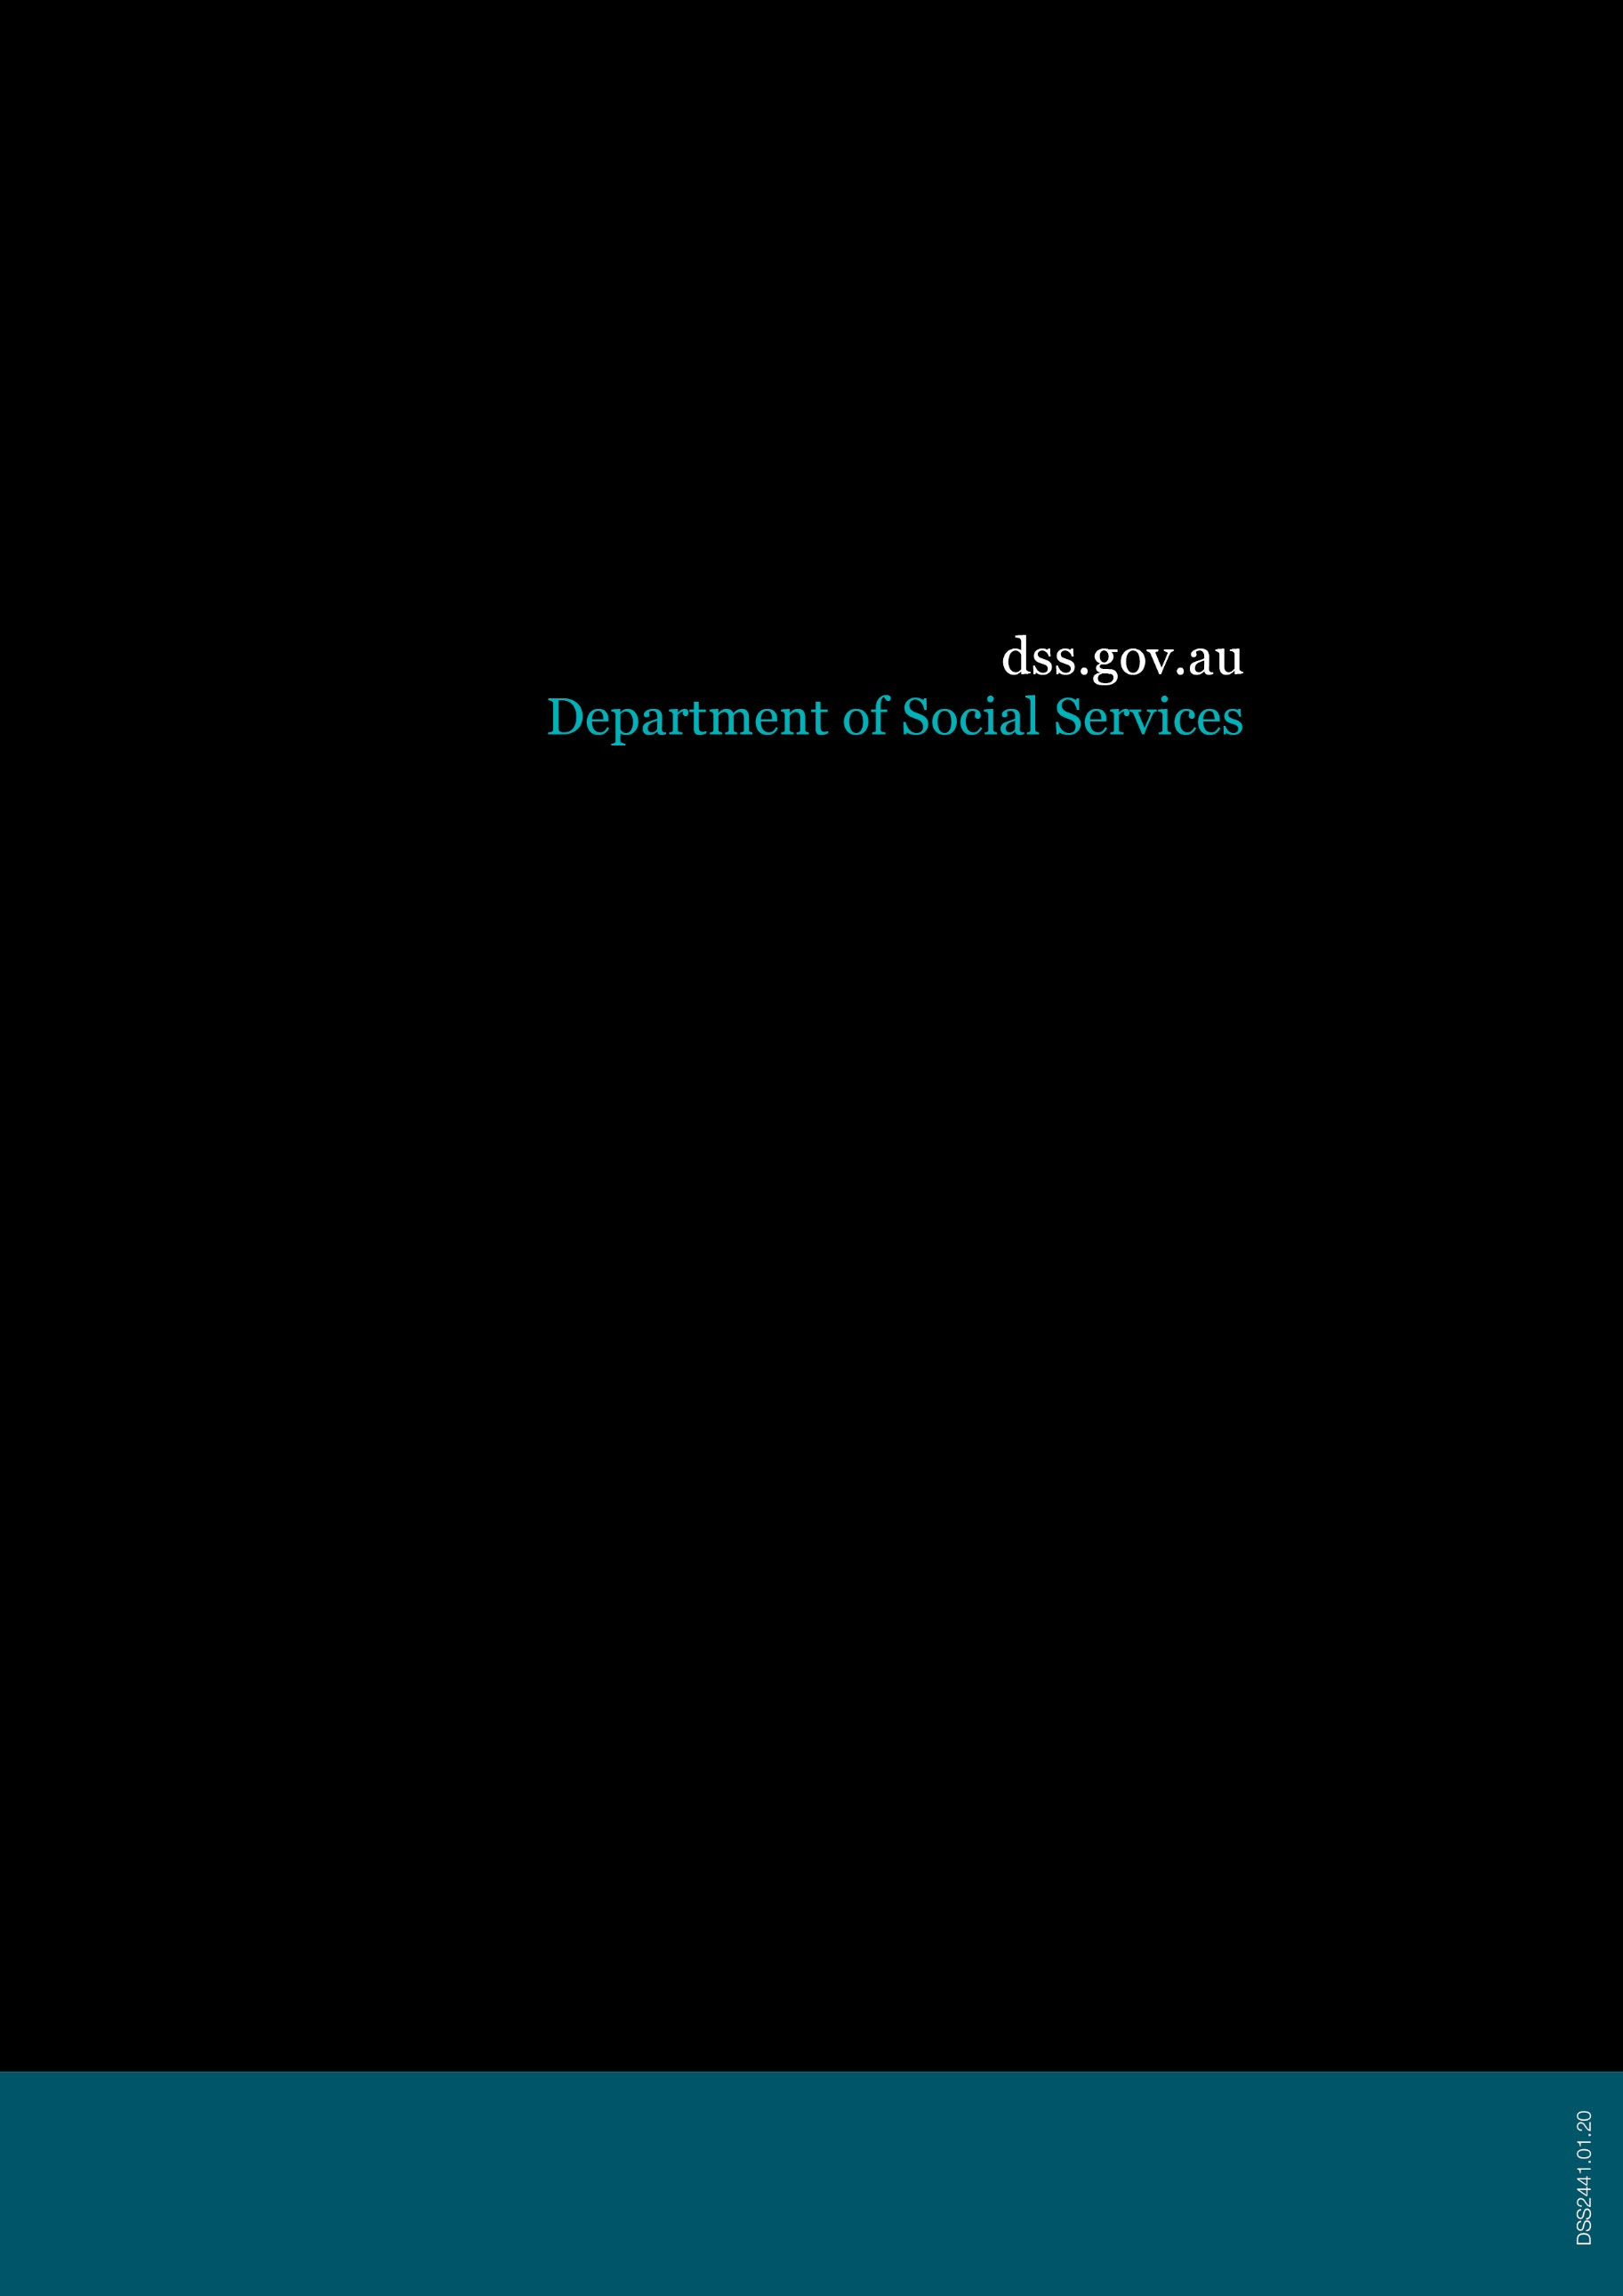 dss.gov.au
Department of Social Services
DSS2441.01.20